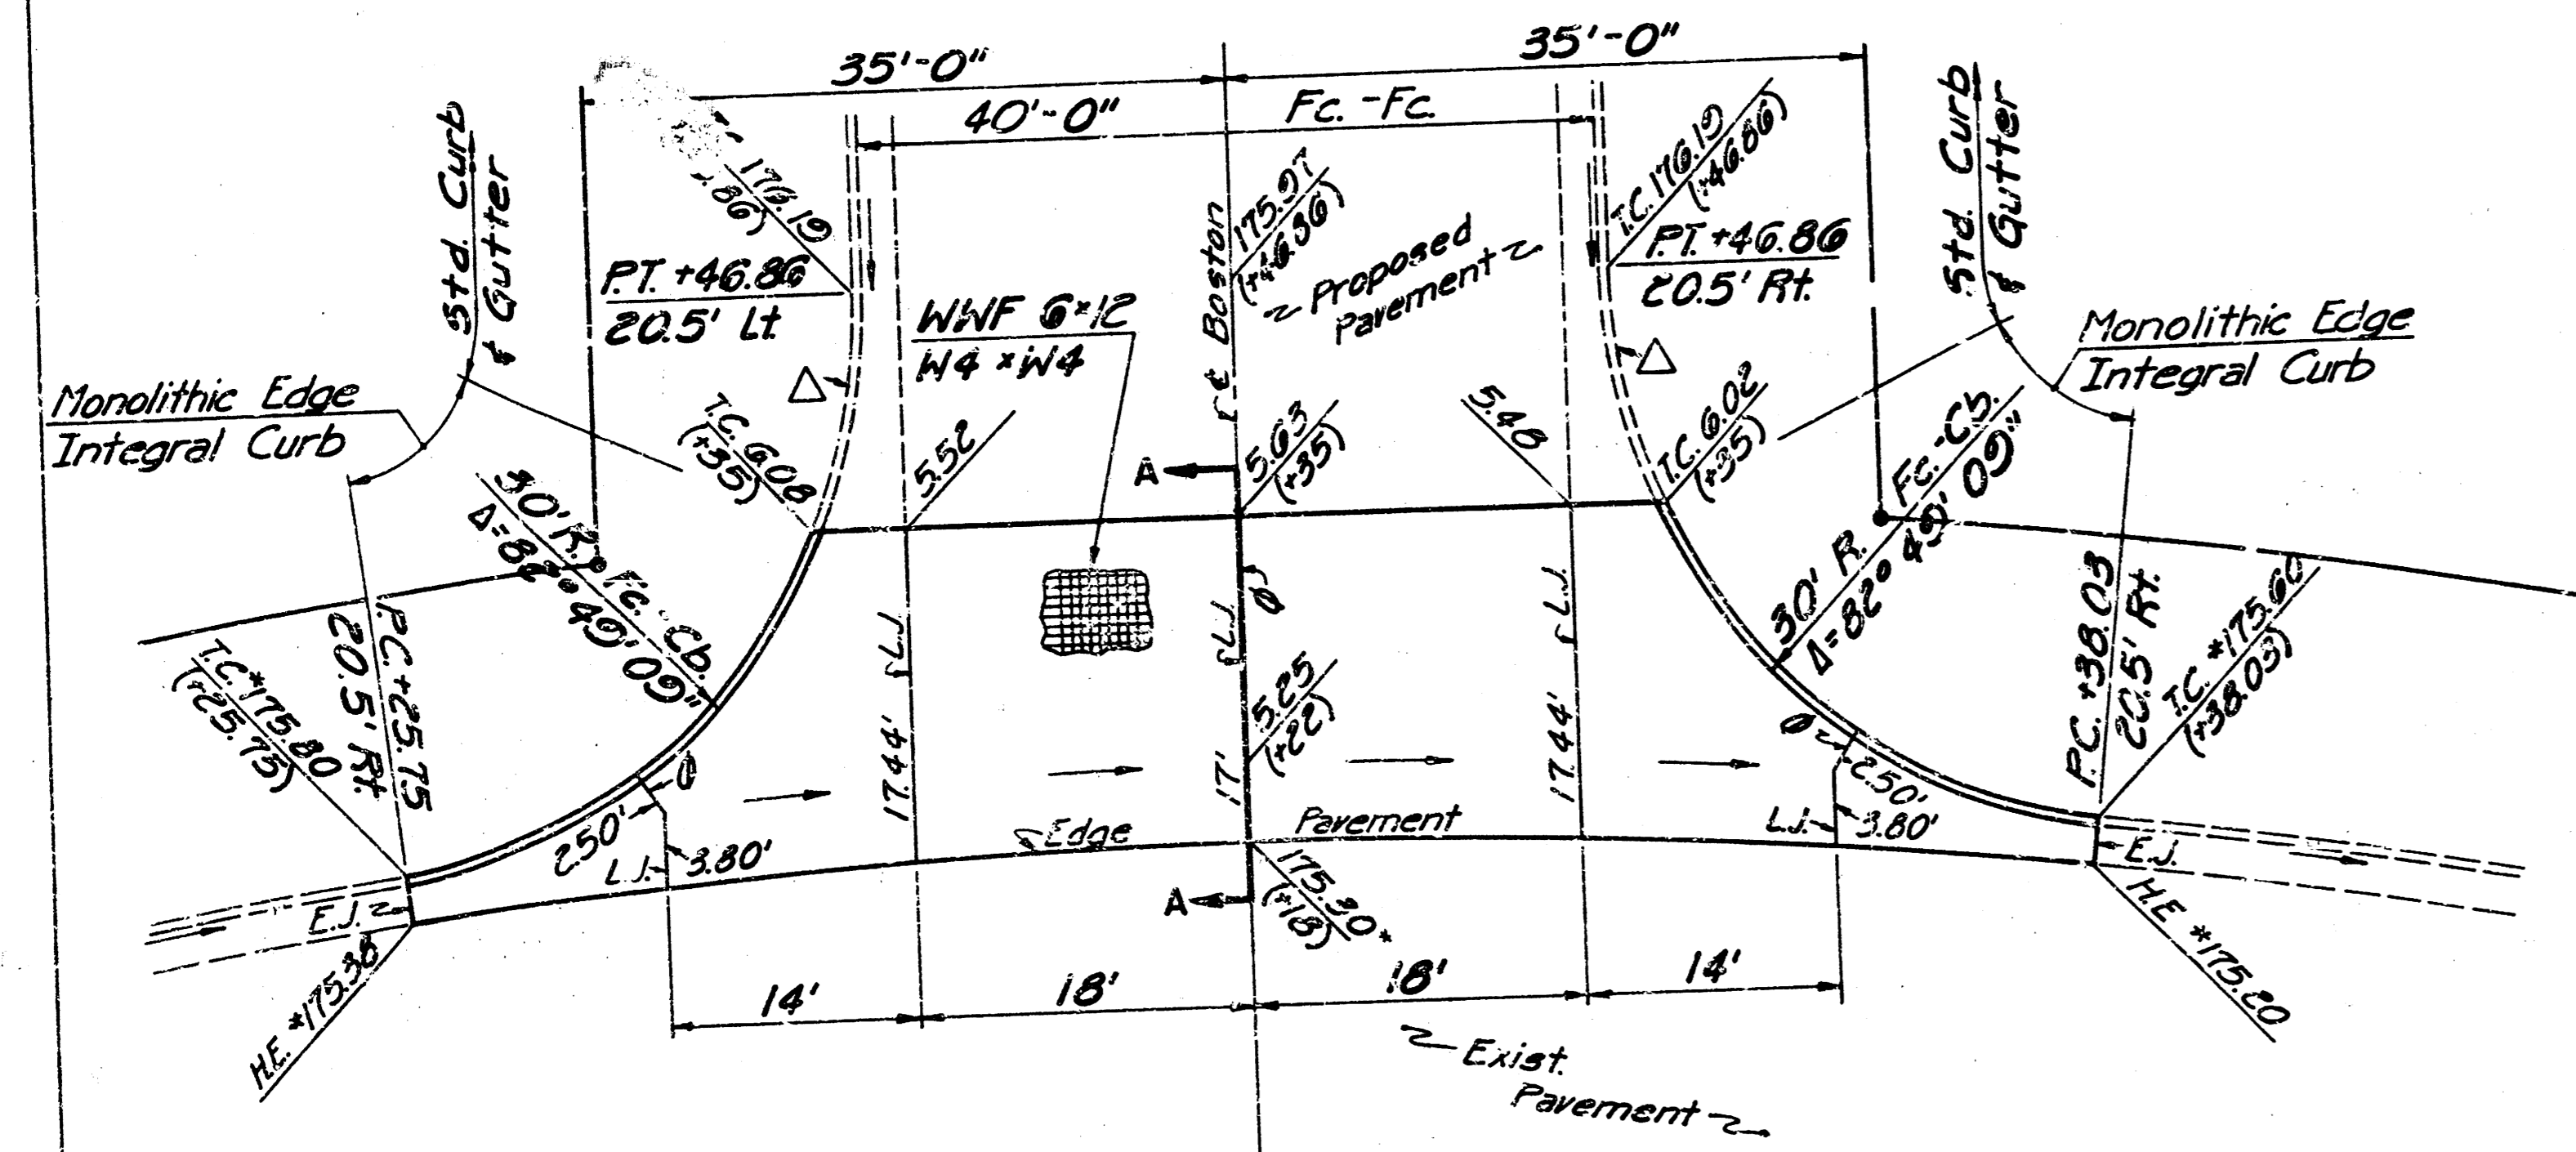 35'-0"
35'-0"
40'-0"
Fc. -Fc.
Std. Curb
& Gutter
Std. Curb
& Gutter
176.19
.86)
P.T. +46.86
20.5' Lt.
WWF 6×12
W4 × W4
℄ Boston
175.97
(+46.36)
~ Proposed
Pavement ~
T.C. 176.19
(+46.86)
P.T. +46.86
20.5' Rt.
Monolithic Edge
Integral Curb
Monolithic Edge
Integral Curb
△
△
T.C. 6.08
(+35)
5.52
A
5.63
(+35)
5.48
T.C. 6.02
(+35)
30' R. Fc. - Cb.
Δ=82° 49' 09"
30' R. Fc.-Cb.
Δ=82° 49' 09"
P.C. +25.75
20.5' Rt.
T.C. *175.80
(+25.75)
P.C. +38.03
20.5' Rt.
T.C. *175.60
(+38.03)
L.J.
L.J.
L.J.
Ø
5.25
(+22)
17.44'
17'
17.44'
Ø
Ø
2.50'
3.80'
L.J.
2.50'
3.80'
L.J.
Edge
Pavement
E.J.
E.J.
H.E. *175.38
A
175.30*
(+18)
H.E. *175.20
14'
18'
18'
14'
~ Exist.
Pavement ~